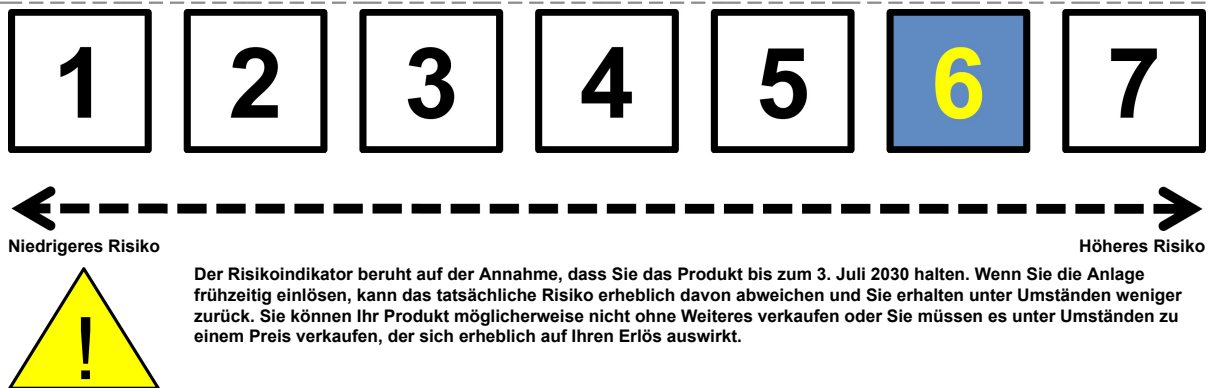 1 2 3 4 5 6 7
Niedrigeres Risiko Höheres Risiko
Der Risikoindikator beruht auf der Annahme, dass Sie das Produkt bis zum 3. Juli 2030 halten. Wenn Sie die Anlage
frühzeitig einlösen, kann das tatsächliche Risiko erheblich davon abweichen und Sie erhalten unter Umständen weniger
zurück. Sie können Ihr Produkt möglicherweise nicht ohne Weiteres verkaufen oder Sie müssen es unter Umständen zu
einem Preis verkaufen, der sich erheblich auf Ihren Erlös auswirkt.
!